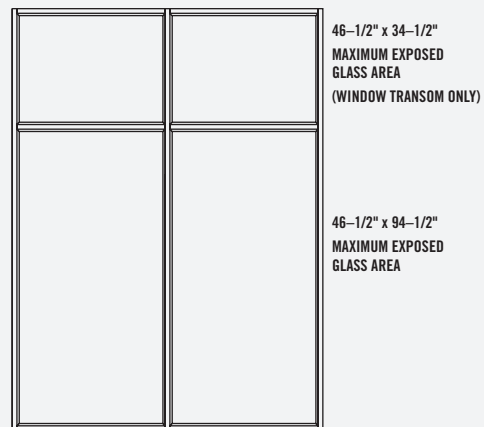 46–1/2" x 34–1/2"
MAXIMUM EXPOSED
GLASS AREA
(WINDOW TRANSOM ONLY)
46–1/2" x 94–1/2"
MAXIMUM EXPOSED
GLASS AREA